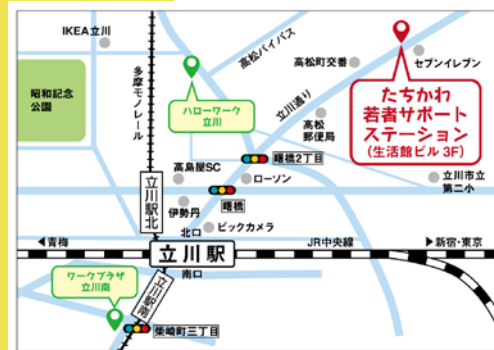 IKEA立川
高松バイパス
高松町交番
セブンイレブン
昭和記念
公園
多摩モノレール
ハローワーク
立川
立川通り
高松
郵便局
たちかわ
若者サポート
ステーション
(生活館ビル 3F)
曙橋2丁目
高島屋SC
ローソン
立川市立
第二小
立川駅北
伊勢丹
曙橋
北口
ビックカメラ
◀青梅
立川駅
JR中央線
▶新宿・東京
南口
ワークプラザ
立川南
立川駅南
柴崎町三丁目